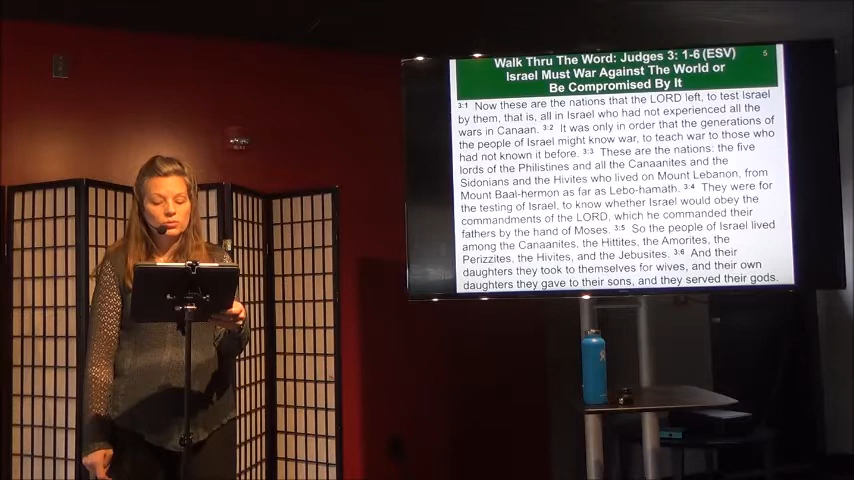 Walk Thru The Word: Judges 3: 1-6 (ESV)
5
Israel Must War Against The World or
Be Compromised By It
3:1 Now these are the nations that the LORD left, to test Israel
by them, that is, all in Israel who had not experienced all the
wars in Canaan. 3:2 It was only in order that the generations of
the people of Israel might know war, to teach war to those who
had not known it before. 3:3 These are the nations: the five
lords of the Philistines and all the Canaanites and the
Sidonians and the Hivites who lived on Mount Lebanon, from
Mount Baal-hermon as far as Lebo-hamath. 3:4 They were for
the testing of Israel, to know whether Israel would obey the
commandments of the LORD, which he commanded their
fathers by the hand of Moses. 3:5 So the people of Israel lived
among the Canaanites, the Hittites, the Amorites, the
Perizzites, the Hivites, and the Jebusites. 3:6 And their
daughters they took to themselves for wives, and their own
daughters they gave to their sons, and they served their gods.